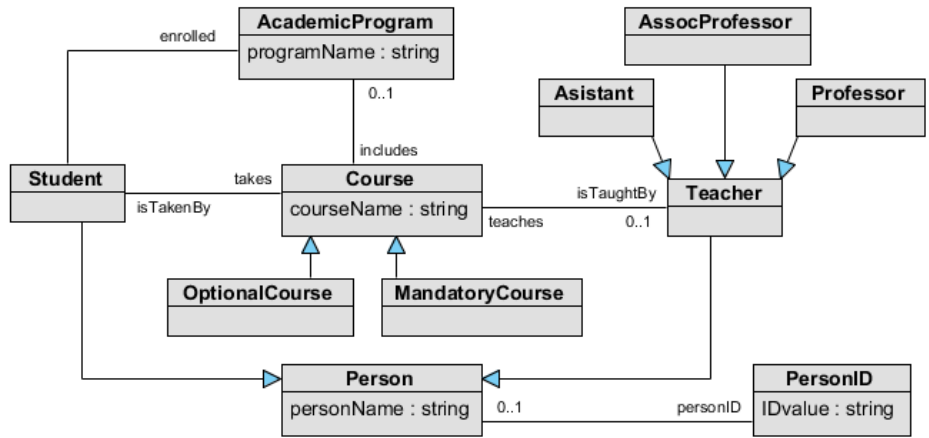 AcademicProgram
programName : string
AssocProfessor
enrolled
Asistant
Professor
0..1
includes
Student
takes
isTakenBy
Course
courseName : string
isTaughtBy
teaches
0..1
Teacher
OptionalCourse
MandatoryCourse
Person
personName : string
0..1
personID
PersonID
IDvalue : string